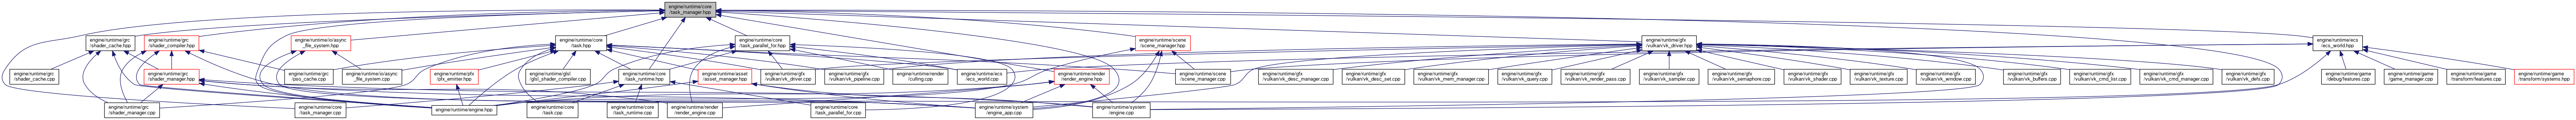 engine/runtime/core
/task_manager.hpp
engine/runtime/grc
/shader_cache.hpp
engine/runtime/grc
/shader_compiler.hpp
engine/runtime/io/async
_file_system.hpp
engine/runtime/core
/task.hpp
engine/runtime/core
/task_parallel_for.hpp
engine/runtime/scene
/scene_manager.hpp
engine/runtime/gfx
/vulkan/vk_driver.hpp
engine/runtime/ecs
/ecs_world.hpp
engine/runtime/grc
/shader_cache.cpp
engine/runtime/grc
/shader_manager.hpp
engine/runtime/grc
/pso_cache.cpp
engine/runtime/io/async
_file_system.cpp
engine/runtime/pfx
/pfx_emitter.hpp
engine/runtime/glsl
/glsl_shader_compiler.cpp
engine/runtime/core
/task_runtime.hpp
engine/runtime/asset
/asset_manager.hpp
engine/runtime/gfx
/vulkan/vk_driver.cpp
engine/runtime/gfx
/vulkan/vk_pipeline.cpp
engine/runtime/render
/culling.cpp
engine/runtime/ecs
/ecs_world.cpp
engine/runtime/render
/render_engine.hpp
engine/runtime/scene
/scene_manager.cpp
engine/runtime/gfx
/vulkan/vk_desc_manager.cpp
engine/runtime/gfx
/vulkan/vk_desc_set.cpp
engine/runtime/gfx
/vulkan/vk_mem_manager.cpp
engine/runtime/gfx
/vulkan/vk_query.cpp
engine/runtime/gfx
/vulkan/vk_render_pass.cpp
engine/runtime/gfx
/vulkan/vk_sampler.cpp
engine/runtime/gfx
/vulkan/vk_semaphore.cpp
engine/runtime/gfx
/vulkan/vk_shader.cpp
engine/runtime/gfx
/vulkan/vk_texture.cpp
engine/runtime/gfx
/vulkan/vk_window.cpp
engine/runtime/gfx
/vulkan/vk_buffers.cpp
engine/runtime/gfx
/vulkan/vk_cmd_list.cpp
engine/runtime/gfx
/vulkan/vk_cmd_manager.cpp
engine/runtime/gfx
/vulkan/vk_defs.cpp
engine/runtime/game
/debug/features.cpp
engine/runtime/game
/game_manager.cpp
engine/runtime/game
/transform/features.cpp
engine/runtime/game
/transform/systems.hpp
engine/runtime/grc
/shader_manager.cpp
engine/runtime/core
/task_manager.cpp
engine/runtime/engine.hpp
engine/runtime/core
/task.cpp
engine/runtime/core
/task_runtime.cpp
engine/runtime/render
/render_engine.cpp
engine/runtime/core
/task_parallel_for.cpp
engine/runtime/system
/engine_app.cpp
engine/runtime/system
/engine.cpp